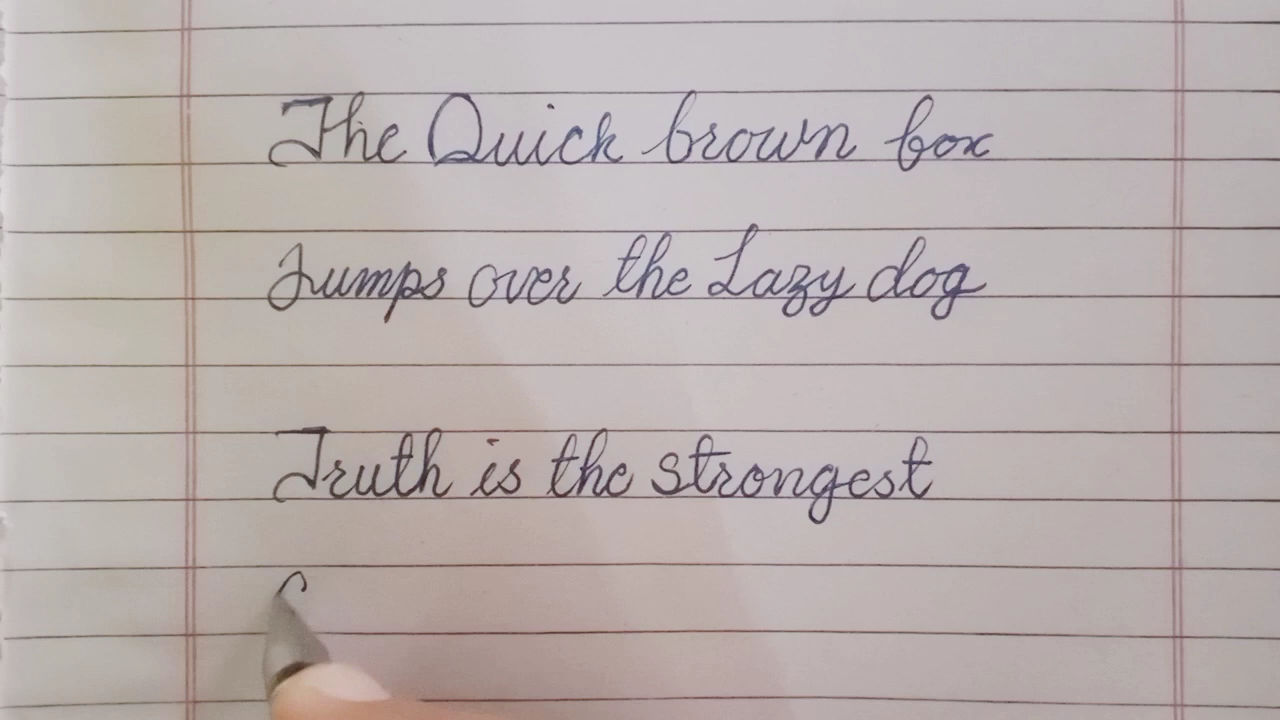 The Quick brown box
Jumps over the Lazy dog
Truth is the strongest